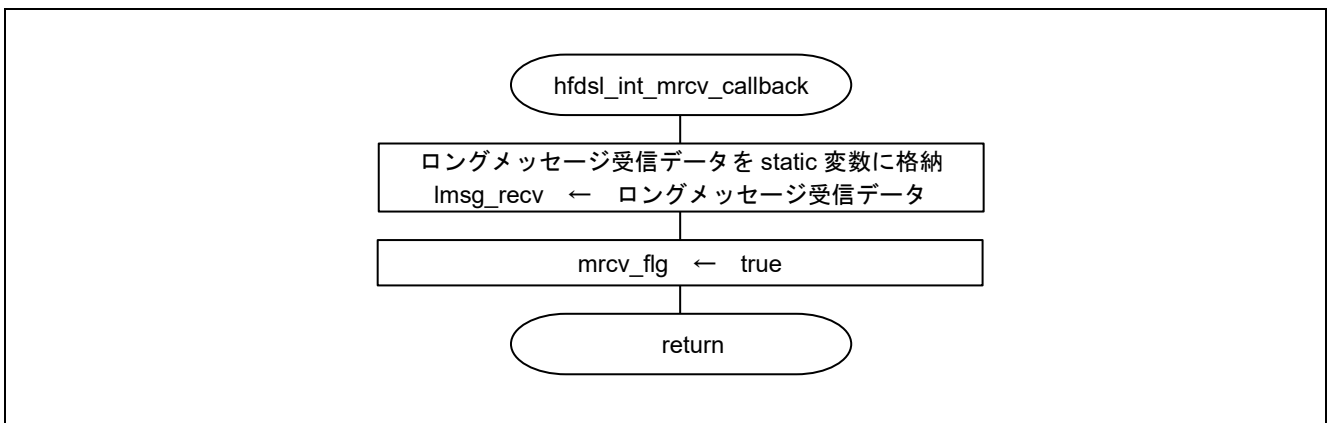 hfdsl_int_mrcv_callback
ロングメッセージ受信データを static 変数に格納
lmsg_recv ← ロングメッセージ受信データ
mrcv_flg ← true
return